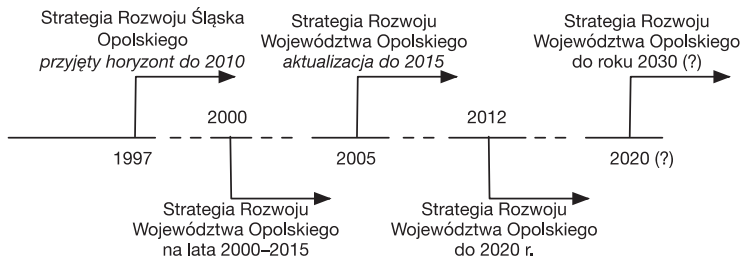 Strategia Rozwoju Śląska
Opolskiego
przyjęty horyzont do 2010
Strategia Rozwoju
Województwa Opolskiego
aktualizacja do 2015
Strategia Rozwoju
Województwa Opolskiego
do roku 2030 (?)
2000
2012
1997
2005
2020 (?)
Strategia Rozwoju
Województwa Opolskiego
na lata 2000–2015
Strategia Rozwoju
Województwa Opolskiego
do 2020 r.